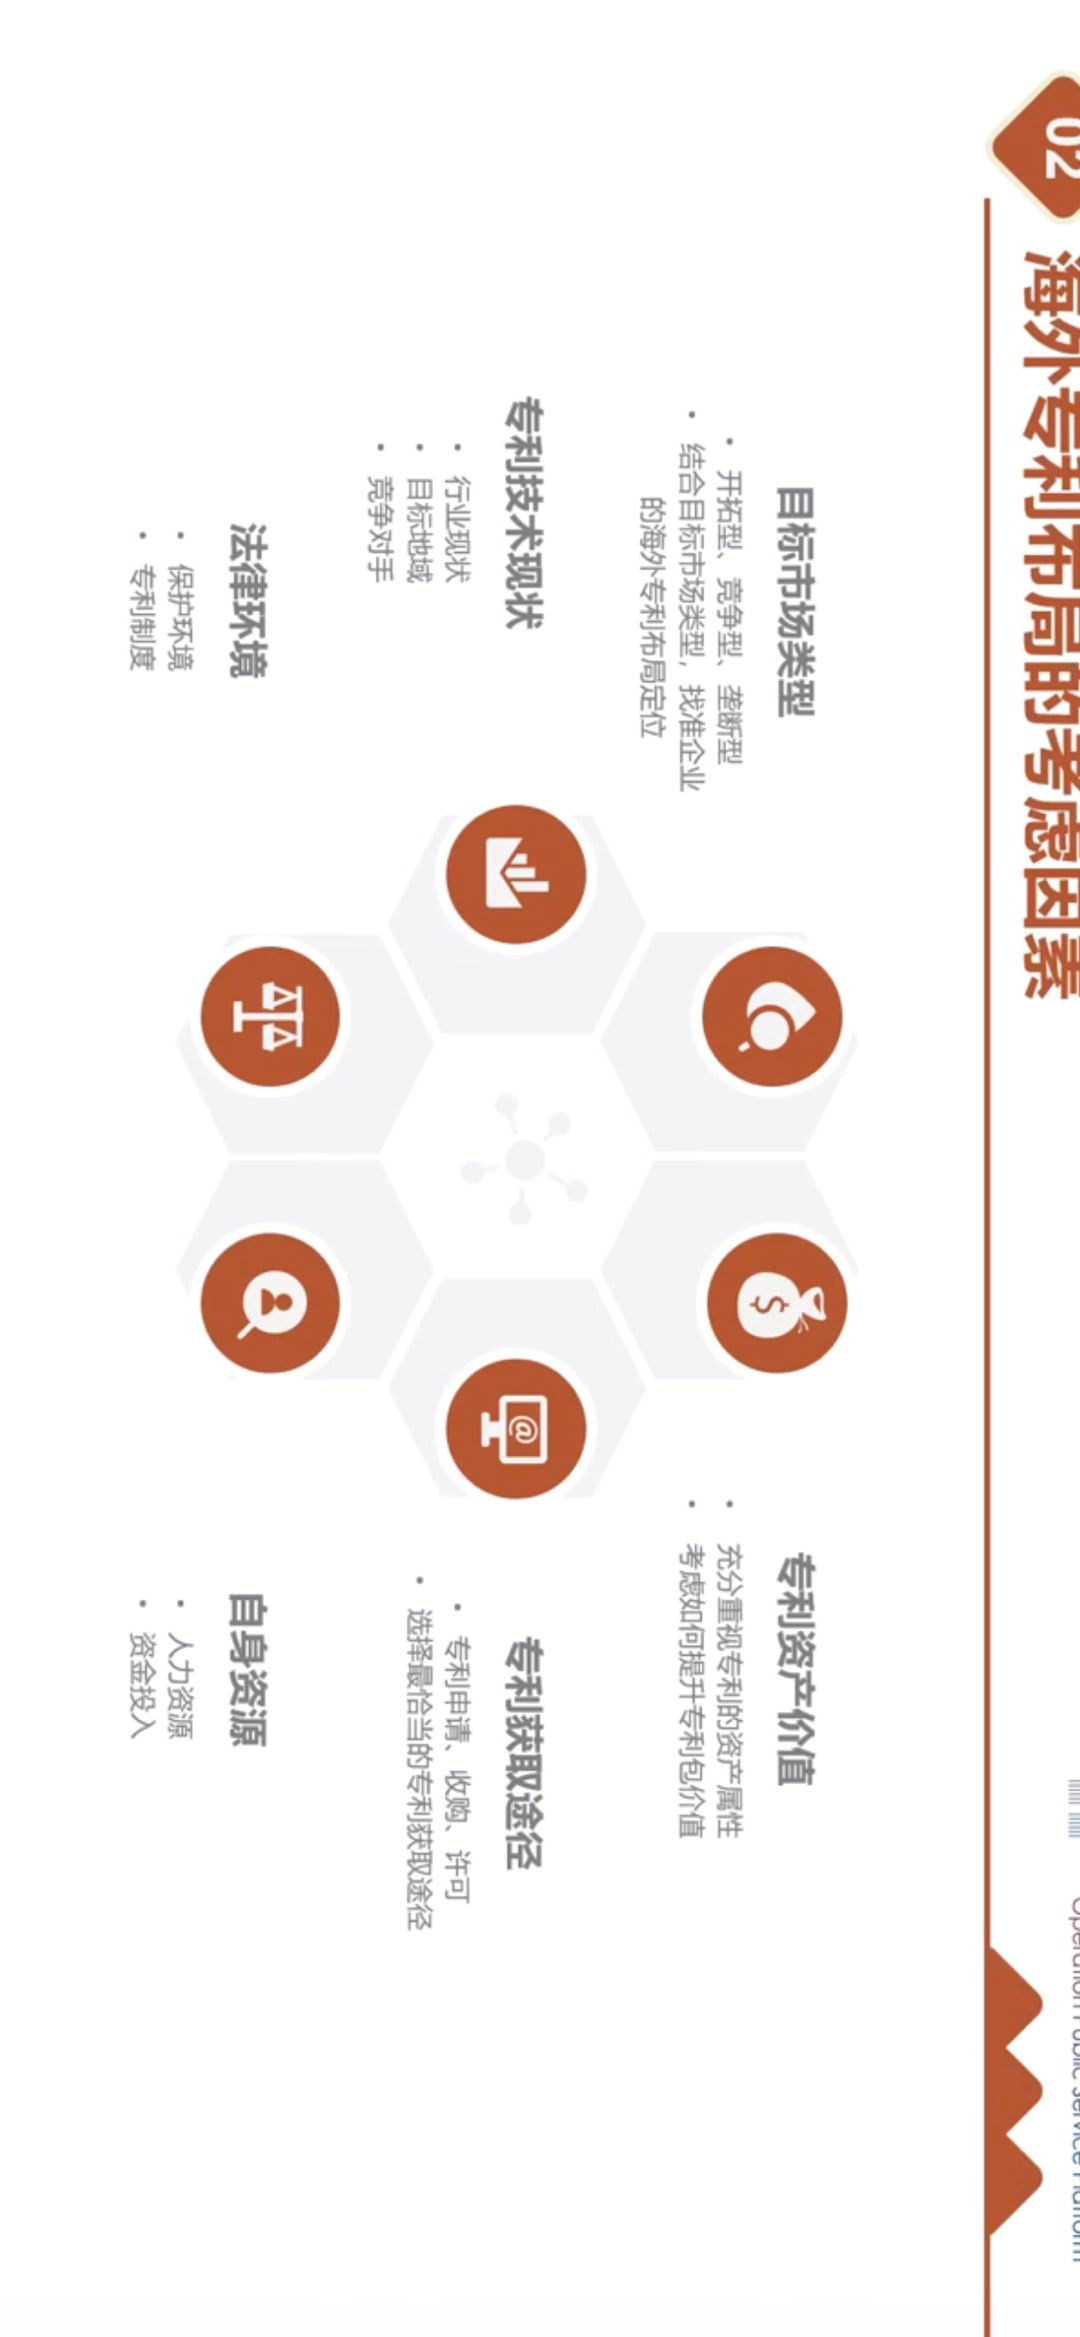 02
海外专利布局的考虑因素
Operation Public Service Platform
目标市场类型
• 开拓型、竞争型、垄断型
• 结合目标市场类型，找准企业
的海外专利布局定位
专利技术现状
• 行业现状
• 目标地域
• 竞争对手
法律环境
• 保护环境
• 专利制度
专利资产价值
• 充分重视专利的资产属性
• 考虑如何提升专利包价值
专利获取途径
• 专利申请、收购、许可
• 选择最恰当的专利获取途径
自身资源
• 人力资源
• 资金投入